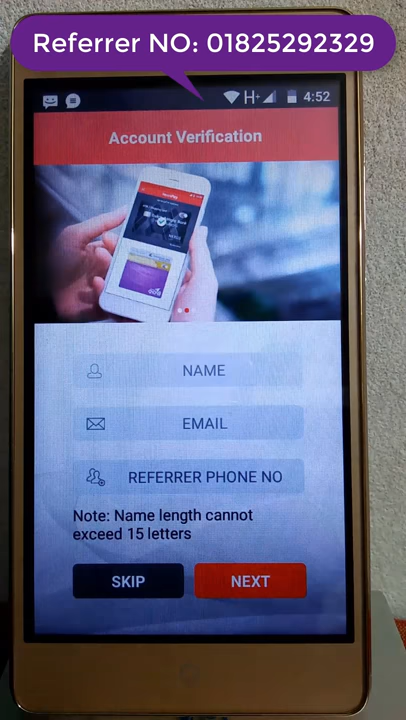 Referrer NO: 01825292329
H+ 4:52
Account Verification
NAME
EMAIL
REFERRER PHONE NO
Note: Name length cannot
exceed 15 letters
SKIP
NEXT